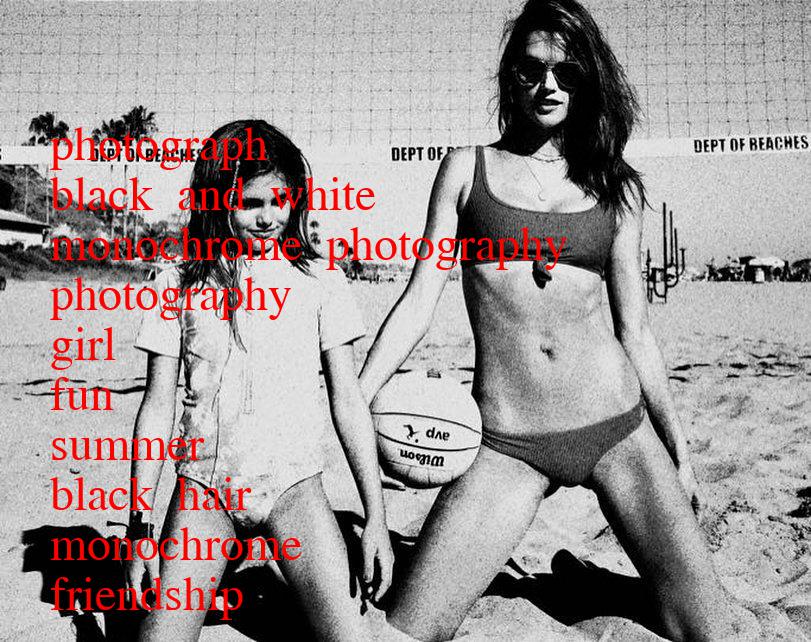 DEPT OF BEACHES
DEPT OF B
DEPT OF BEACHES
photograph
black and white
monochrome photography
photography
girl
fun
summer
black hair
monochrome
friendship
avp
Wilson